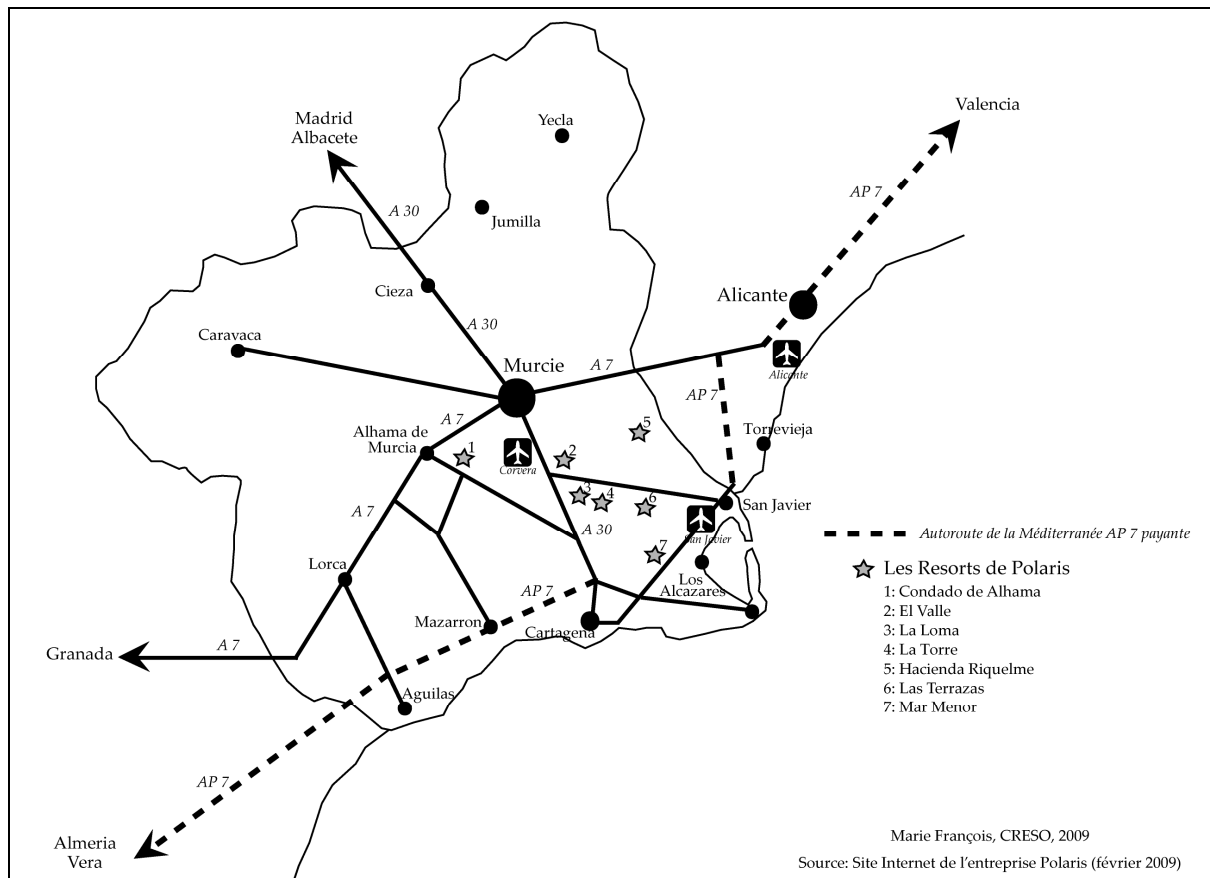 Madrid
Albacete
Yecla
Valencia
AP 7
A 30
Jumilla
Cieza
Alicante
A 30
Caravaca
Murcie
A 7
Alicante
AP 7
A 7
Alhama de
Murcia
1
Corvera
2
5
Torrevieja
3
4
6
San Javier
A 7
A 30
San Javier
7
Autoroute de la Méditerranée AP 7 payante
Lorca
AP 7
Los
Alcazares
Les Resorts de Polaris
1: Condado de Alhama
2: El Valle
3: La Loma
4: La Torre
5: Hacienda Riquelme
6: Las Terrazas
7: Mar Menor
Mazarron
Cartagena
Granada
A 7
Aguilas
AP 7
Almeria
Vera
Marie François, CRESO, 2009
Source: Site Internet de l'entreprise Polaris (février 2009)